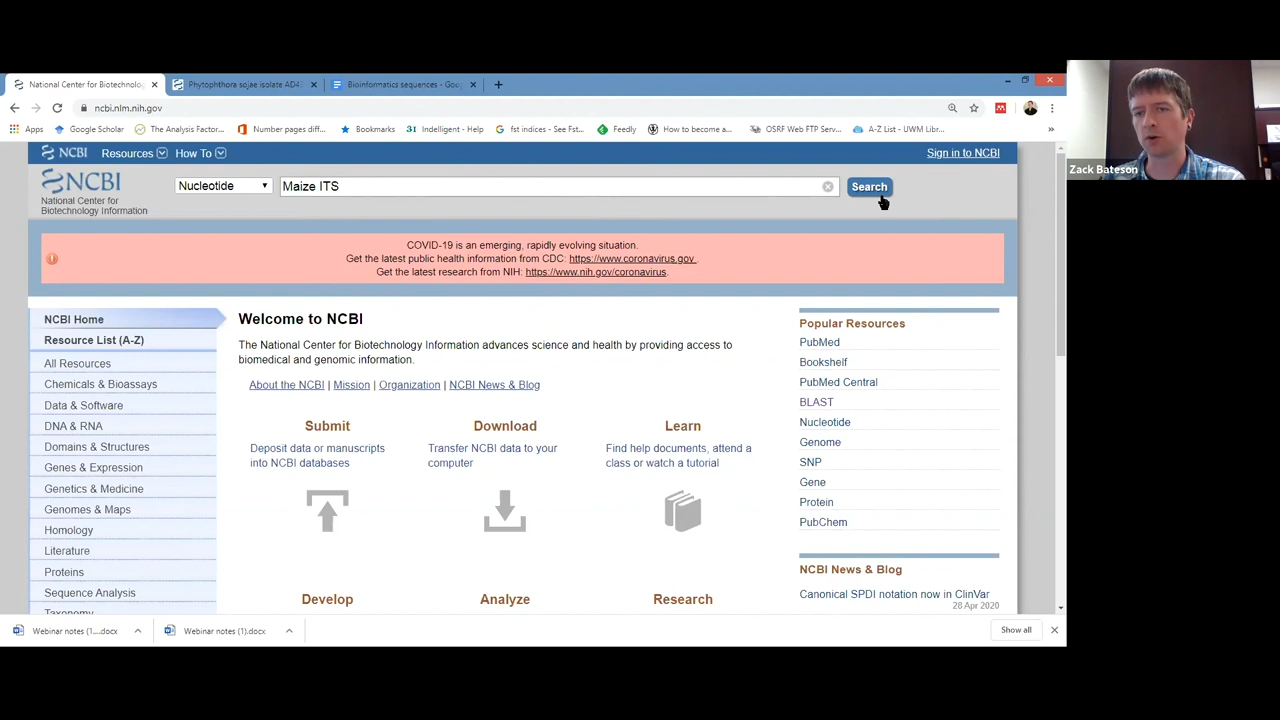 National Center for Biotechnolog
Phytophthora sojae isolate AD4
Bioinformatics sequences - Goog
ncbi.nlm.nih.gov
Apps
Google Scholar
The Analysis Factor...
Number pages diff...
Bookmarks
Indelligent - Help
fst indices - See Fst...
Feedly
How to become a...
OSRF Web FTP Serv...
A-Z List - UWM Libr...
»
NCBI
Resources
How To
Sign in to NCBI
NCBI
National Center for
Biotechnology Information
Nucleotide
Maize ITS
Search
COVID-19 is an emerging, rapidly evolving situation.
Get the latest public health information from CDC: https://www.coronavirus.gov .
Get the latest research from NIH: https://www.nih.gov/coronavirus.
NCBI Home
Resource List (A-Z)
All Resources
Chemicals & Bioassays
Data & Software
DNA & RNA
Domains & Structures
Genes & Expression
Genetics & Medicine
Genomes & Maps
Homology
Literature
Proteins
Sequence Analysis
Taxonomy
Welcome to NCBI
The National Center for Biotechnology Information advances science and health by providing access to
biomedical and genomic information.
About the NCBI | Mission | Organization | NCBI News & Blog
Submit
Deposit data or manuscripts
into NCBI databases
Download
Transfer NCBI data to your
computer
Learn
Find help documents, attend a
class or watch a tutorial
Develop
Analyze
Research
Popular Resources
PubMed
Bookshelf
PubMed Central
BLAST
Nucleotide
Genome
SNP
Gene
Protein
PubChem
NCBI News & Blog
Canonical SPDI notation now in ClinVar
28 Apr 2020
Webinar notes (1....docx
Webinar notes (1).docx
Show all
Zack Bateson